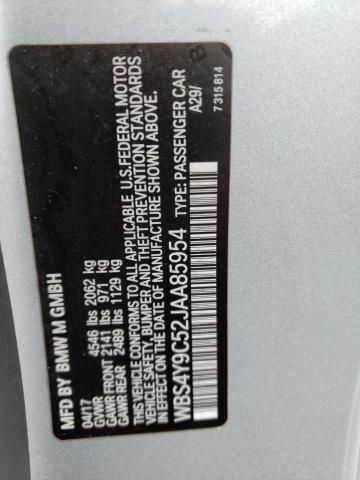 MFD BY BMW M GMBH
04/17
GVWR 4546 lbs 2062 kg
GAWR FRONT 2141 lbs 971 kg
GAWR REAR 2489 lbs 1129 kg
THIS VEHICLE CONFORMS TO ALL APPLICABLE U.S.FEDERAL MOTOR
VEHICLE SAFETY, BUMPER AND THEFT PREVENTION STANDARDS
IN EFFECT ON THE DATE OF MANUFACTURE SHOWN ABOVE.
WBS4Y9C52JAA85954 TYPE: PASSENGER CAR
A29/
7315814